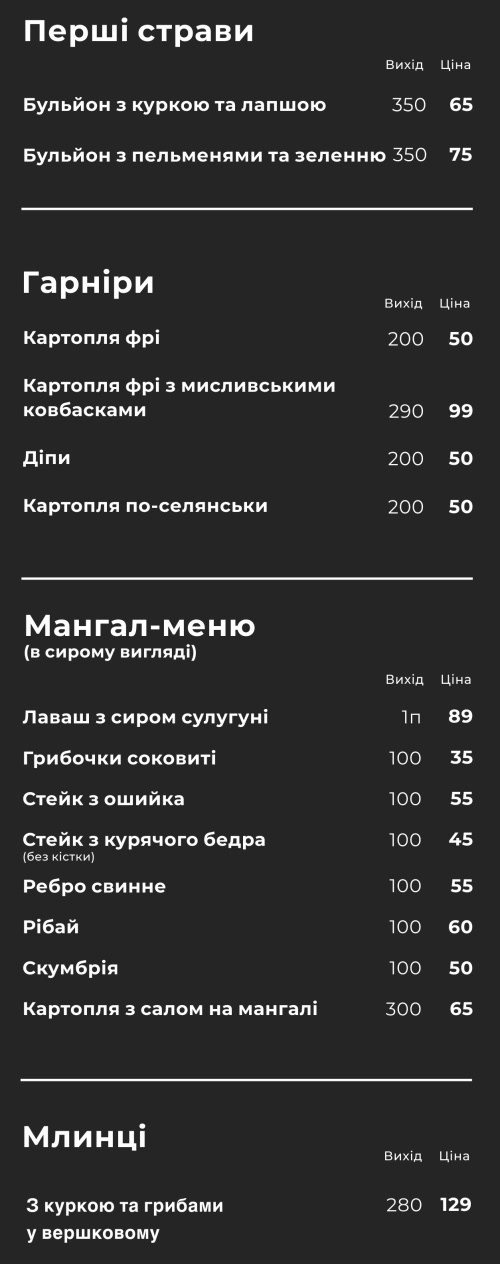 Перші страви
Вихід Ціна
Бульйон з куркою та лапшою 350 65
Бульйон з пельменями та зеленню 350 75
Гарніри
Вихід Ціна
Картопля фрі 200 50
Картопля фрі з мисливськими
ковбасками 290 99
Діпи 200 50
Картопля по-селянськи 200 50
Мангал-меню
(в сирому вигляді)
Вихід Ціна
Лаваш з сиром сулугуні 1п 89
Грибочки соковиті 100 35
Стейк з ошийка 100 55
Стейк з курячого бедра 100 45
(без кістки)
Ребро свинне 100 55
Рібай 100 60
Скумбрія 100 50
Картопля з салом на мангалі 300 65
Млинці
Вихід Ціна
З куркою та грибами 280 129
у вершковому